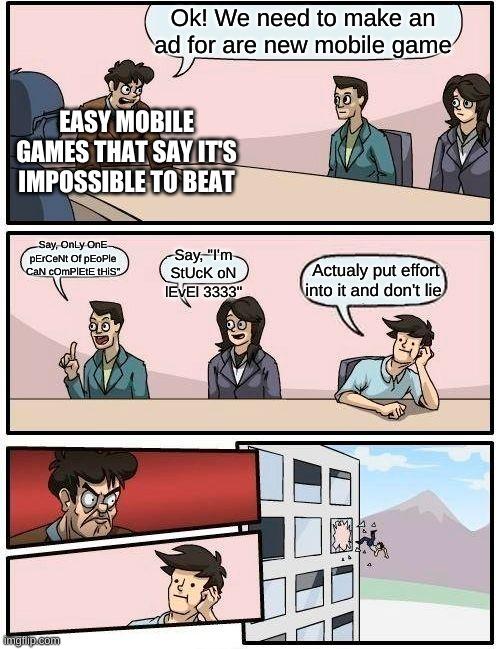 Ok! We need to make an
ad for are new mobile game
EASY MOBILE
GAMES THAT SAY IT'S
IMPOSSIBLE TO BEAT
Say, OnLy OnE
pErCeNt Of pEoPle
CaN cOmPlEtE tHiS"
Say, "I'm
StUcK oN
lEvEl 3333"
Actualy put effort
into it and don't lie
imgflip.com